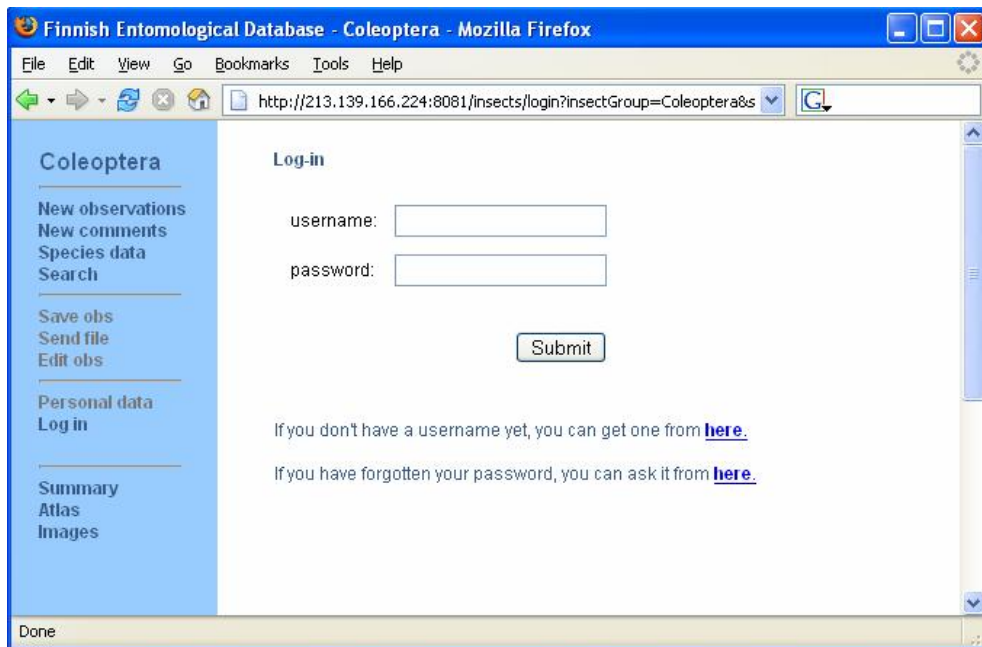 Finnish Entomological Database - Coleoptera - Mozilla Firefox
File Edit View Go Bookmarks Tools Help
http://213.139.166.224:8081/insects/login?insectGroup=Coleoptera&s
G
Coleoptera
New observations
New comments
Species data
Search
Save obs
Send file
Edit obs
Personal data
Log in
Summary
Atlas
Images
Log-in
username:
password:
Submit
If you don't have a username yet, you can get one from here.
If you have forgotten your password, you can ask it from here.
Done